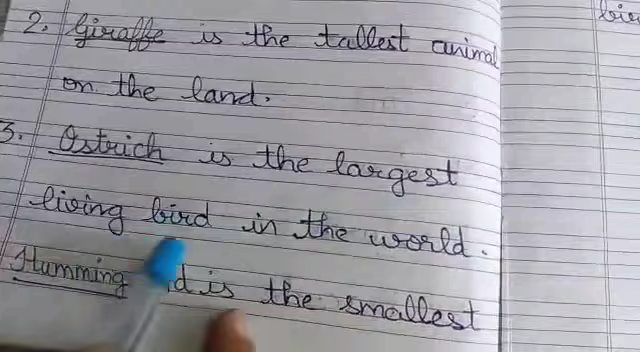 2. Giraffe is the tallest animal
on the land.
3. Ostrich is the largest
living bird in the world.
Humming d is the smallest